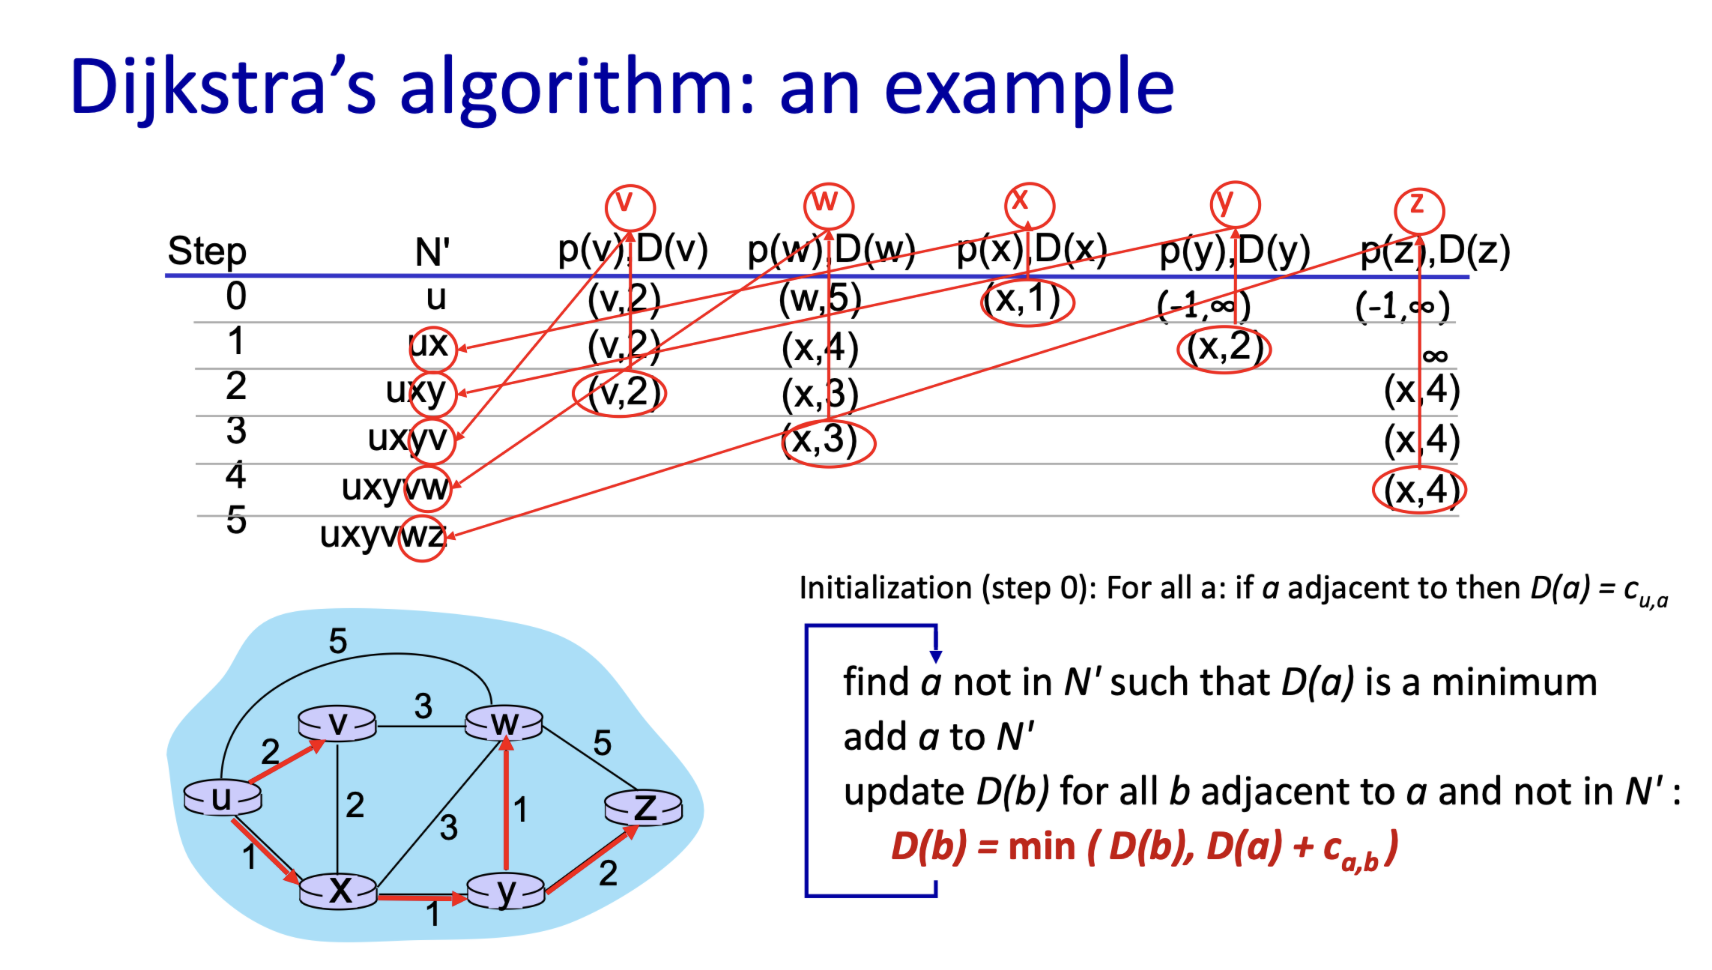 Dijkstra's algorithm: an example
v w x y z
Step N' p(v),D(v) p(w),D(w) p(x),D(x) p(y),D(y) p(z),D(z)
0 u (v,2) (w,5) (x,1) (-1,∞) (-1,∞)
1 ux (v,2) (x,4) (x,2) ∞
2 uxy (v,2) (x,3) (x,4)
3 uxyv (x,3) (x,4)
4 uxyvw (x,4)
5 uxyvwz
Initialization (step 0): For all a: if a adjacent to then D(a) = cu,a
find a not in N' such that D(a) is a minimum
add a to N'
update D(b) for all b adjacent to a and not in N' :
D(b) = min ( D(b), D(a) + ca,b )
5
v 3 w
2 5
u 2 3 1 z
1 2
x 1 y